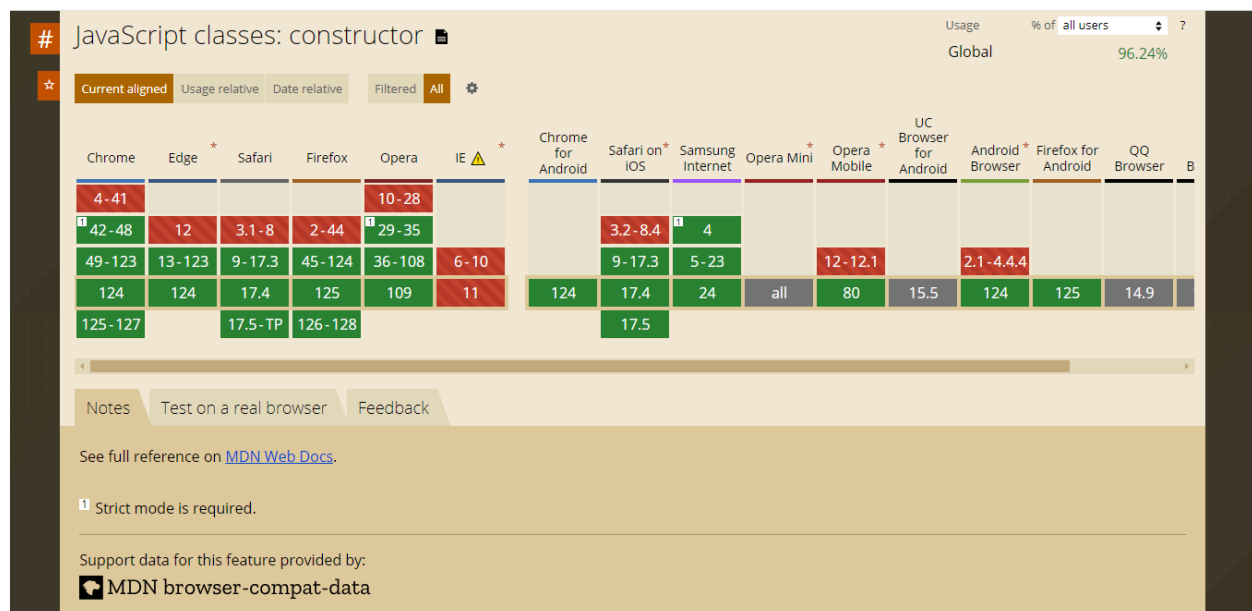 #
JavaScript classes: constructor
Usage % of all users ?
Global 96.24%
☆
Current aligned Usage relative Date relative Filtered All
Chrome Edge * Safari Firefox Opera IE ⚠ * Chrome for Android Safari on iOS * Samsung Internet Opera Mini * Opera Mobile * UC Browser for Android Android Browser * Firefox for Android QQ Browser B
4-41 10-28
1 42-48 12 3.1-8 2-44 1 29-35 3.2-8.4 1 4
49-123 13-123 9-17.3 45-124 36-108 6-10 9-17.3 5-23 12-12.1 2.1-4.4.4
124 124 17.4 125 109 11 124 17.4 24 all 80 15.5 124 125 14.9
125-127 17.5-TP 126-128 17.5
Notes Test on a real browser Feedback
See full reference on MDN Web Docs.
1 Strict mode is required.
Support data for this feature provided by:
MDN browser-compat-data